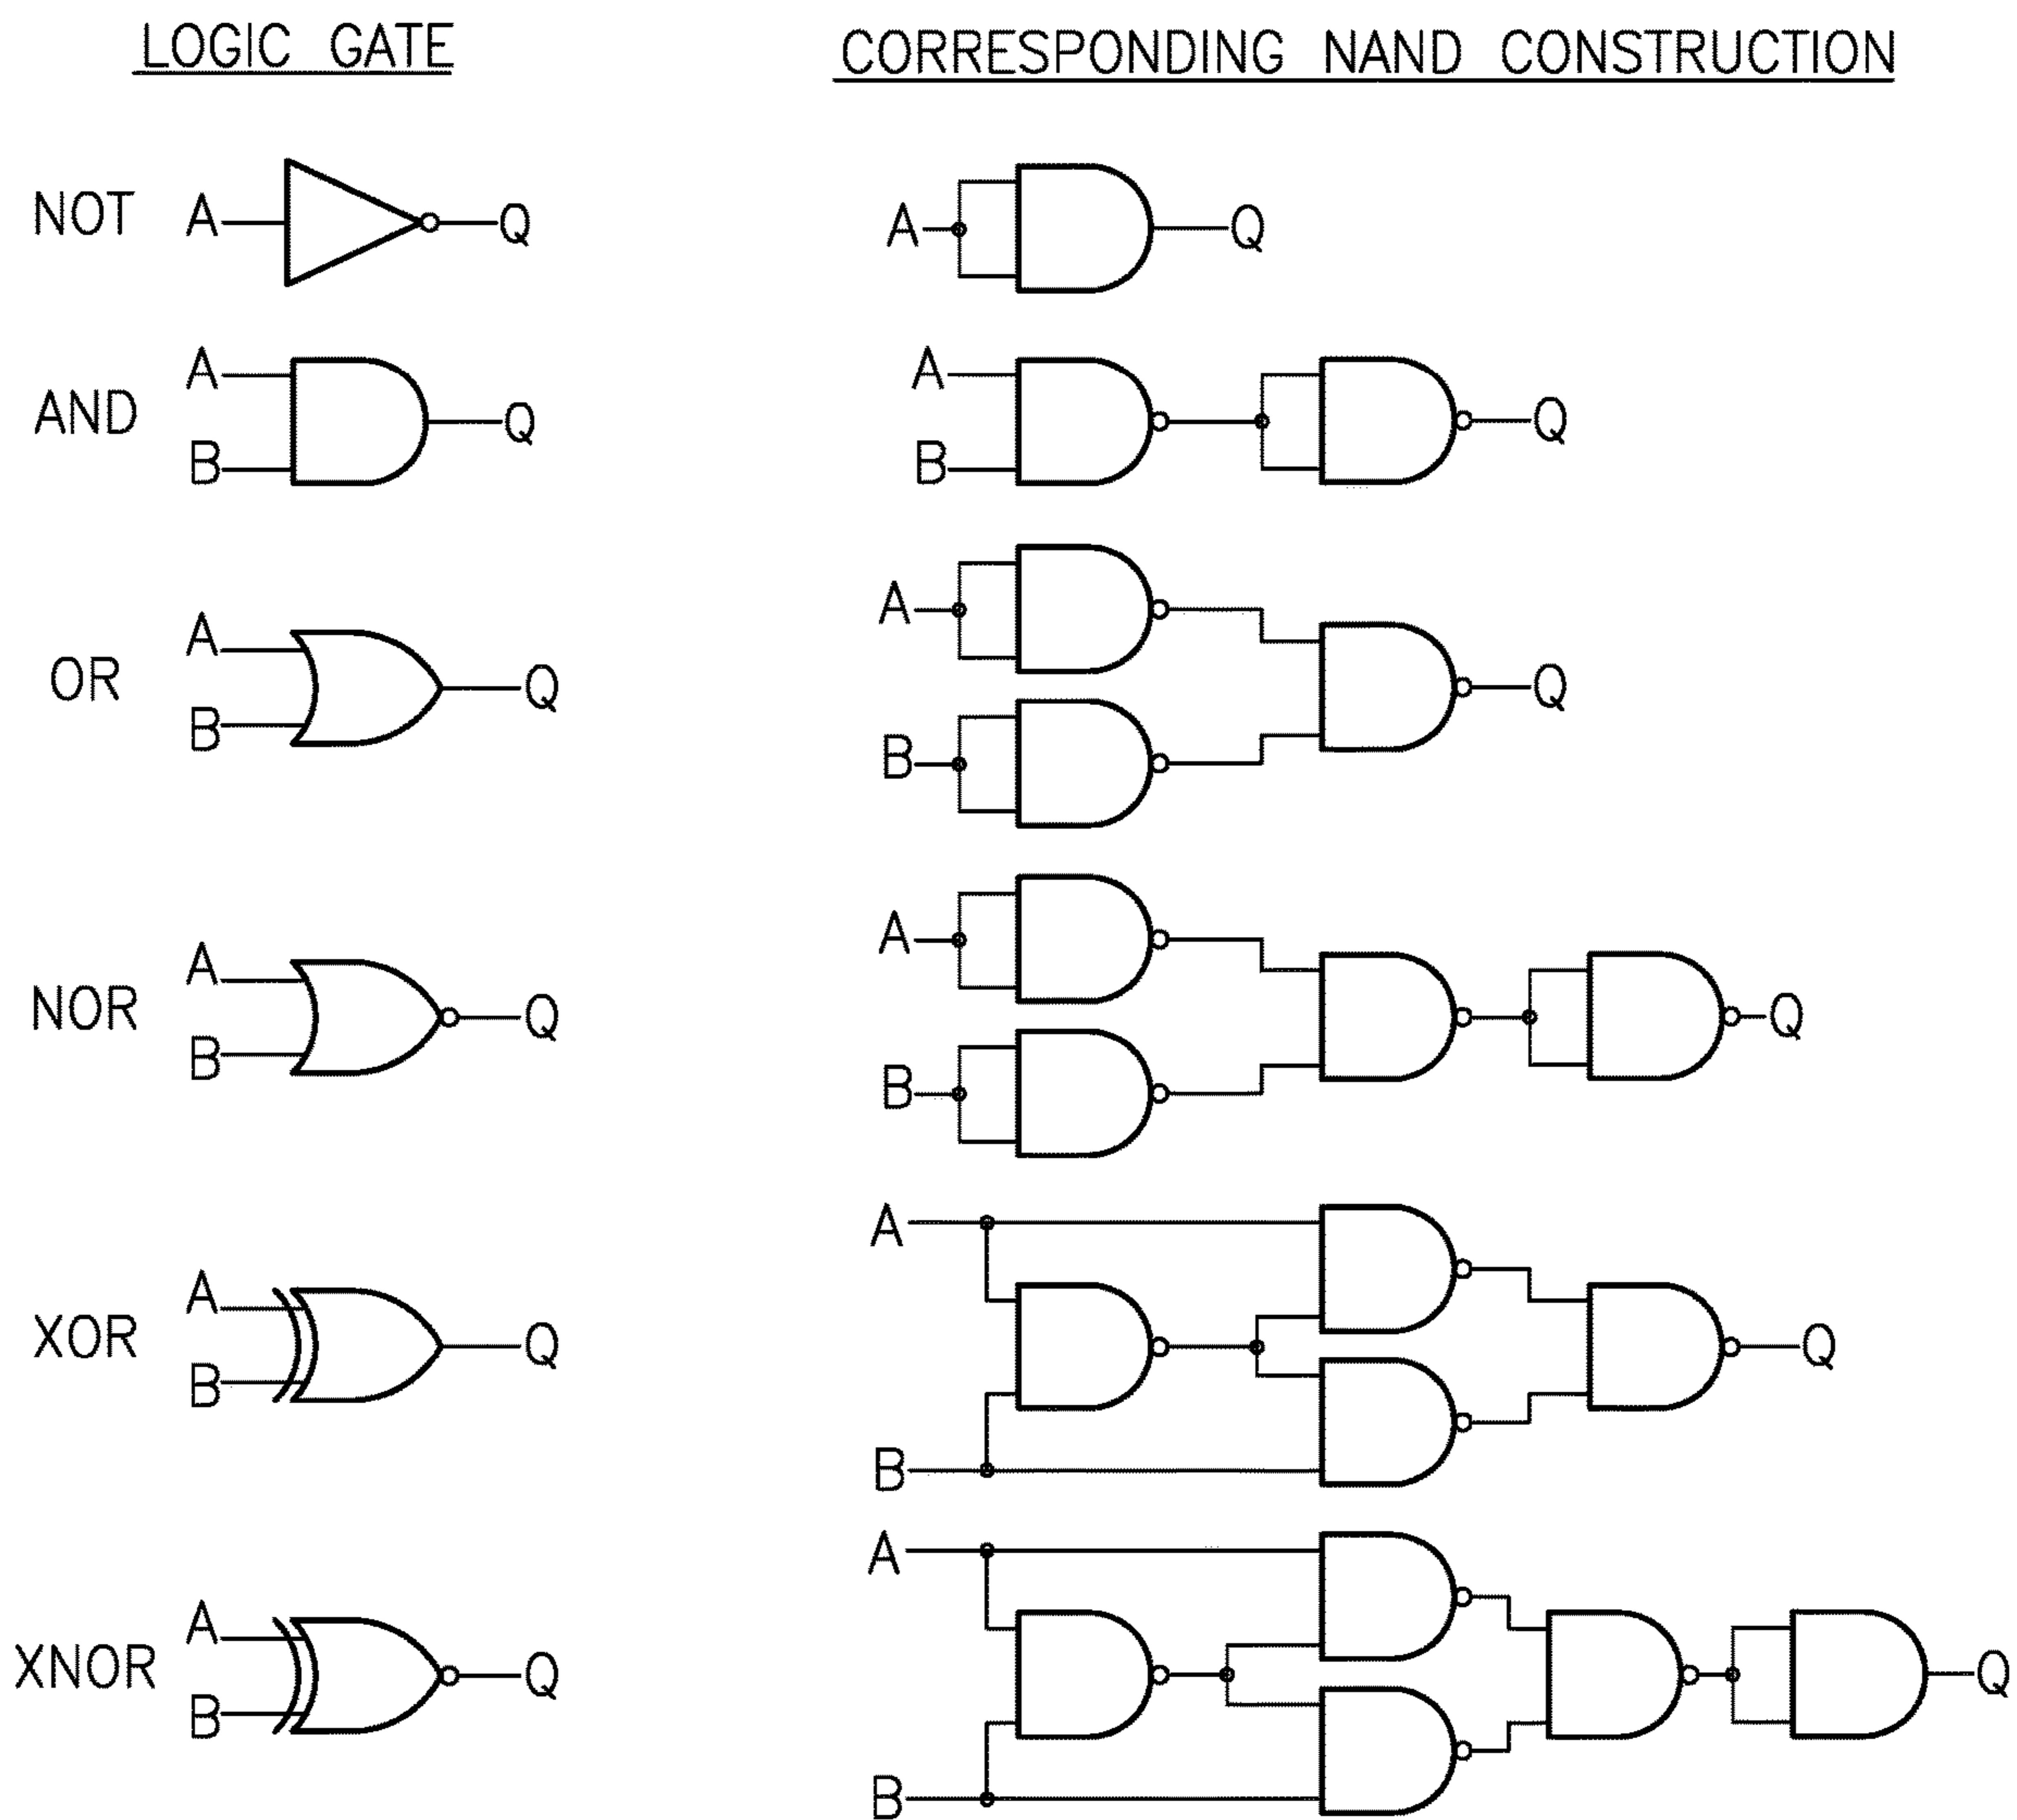 LOGIC GATE
CORRESPONDING NAND CONSTRUCTION
NOT A Q
A Q
AND A B Q
A B Q
OR A B Q
A B Q
NOR A B Q
A B Q
XOR A B Q
A B Q
XNOR A B Q
A B Q